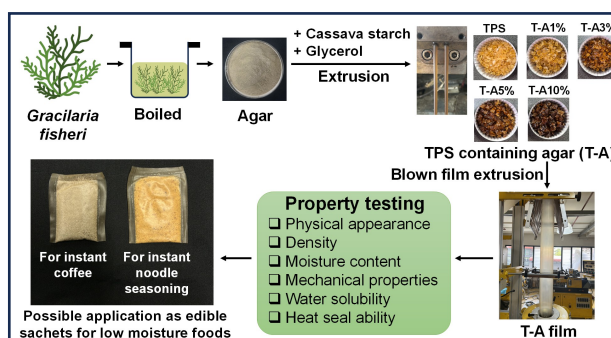 Gracilaria
fisheri
Boiled
Agar
+ Cassava starch
+ Glycerol
Extrusion
TPS
T-A1%
T-A3%
T-A5%
T-A10%
TPS containing agar (T-A)
Blown film extrusion
T-A film
Property testing
❑ Physical appearance
❑ Density
❑ Moisture content
❑ Mechanical properties
❑ Water solubility
❑ Heat seal ability
For instant
coffee
For instant
noodle
seasoning
Possible application as edible
sachets for low moisture foods